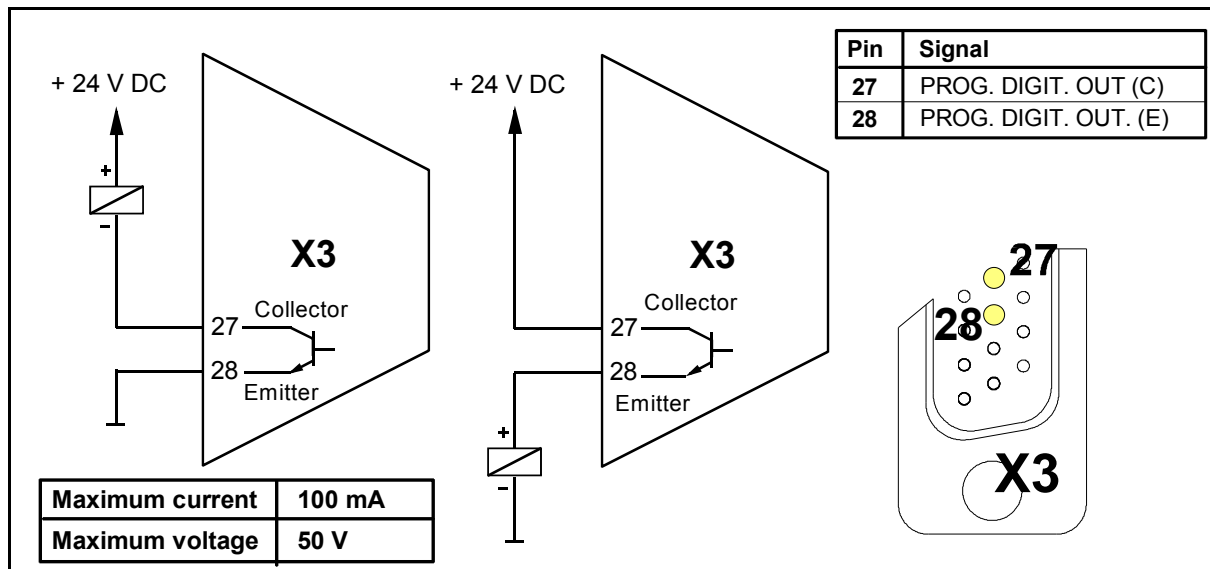 + 24 V DC
+
-
X3
27
Collector
28
Emitter
Maximum current 100 mA
Maximum voltage 50 V
+ 24 V DC
X3
27
Collector
28
Emitter
+
-
Pin Signal
27 PROG. DIGIT. OUT (C)
28 PROG. DIGIT. OUT. (E)
27
28
X3